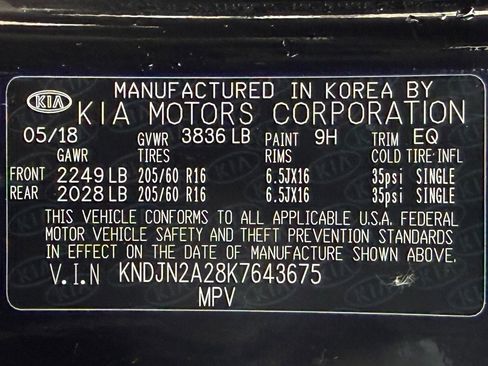 MANUFACTURED IN KOREA BY
KIA KIA MOTORS CORPORATION
05/18 GVWR 3836 LB PAINT 9H TRIM EQ
GAWR TIRES RIMS COLD TIRE INFL
FRONT 2249 LB 205/60 R16 6.5JX16 35psi SINGLE
REAR 2028 LB 205/60 R16 6.5JX16 35psi SINGLE
THIS VEHICLE CONFORMS TO ALL APPLICABLE U.S.A. FEDERAL
MOTOR VEHICLE SAFETY AND THEFT PREVENTION STANDARDS
IN EFFECT ON THE DATE OF MANUFACTURE SHOWN ABOVE.
V.I.N KNDJN2A28K7643675
MPV